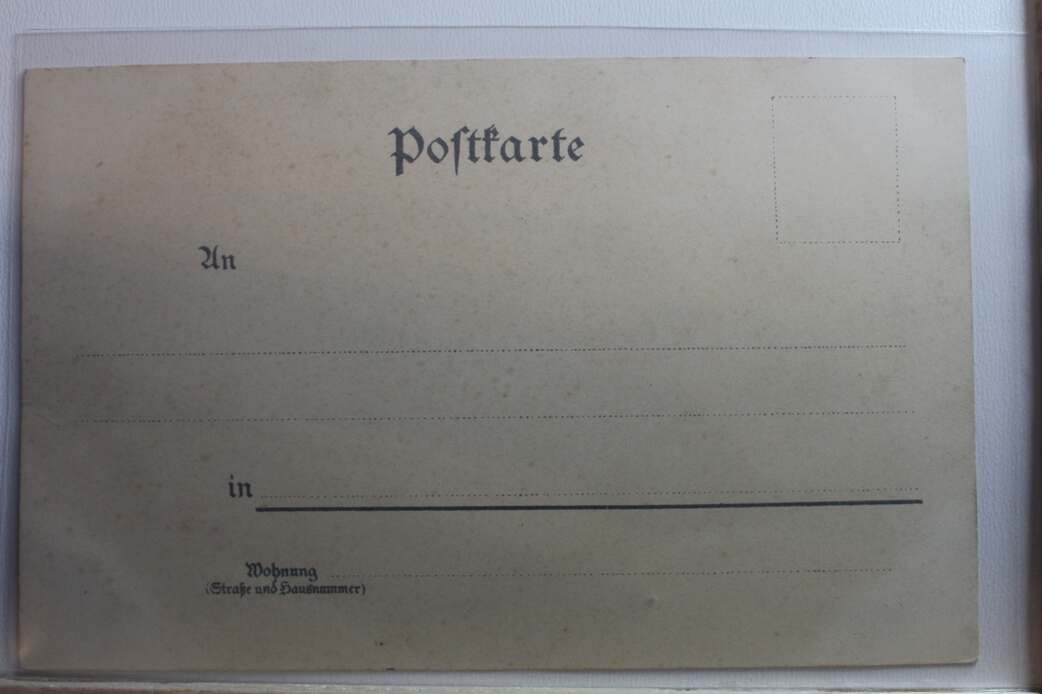 Poſtkarte
An
in
Wohnung
(Straße und Hausnummer)